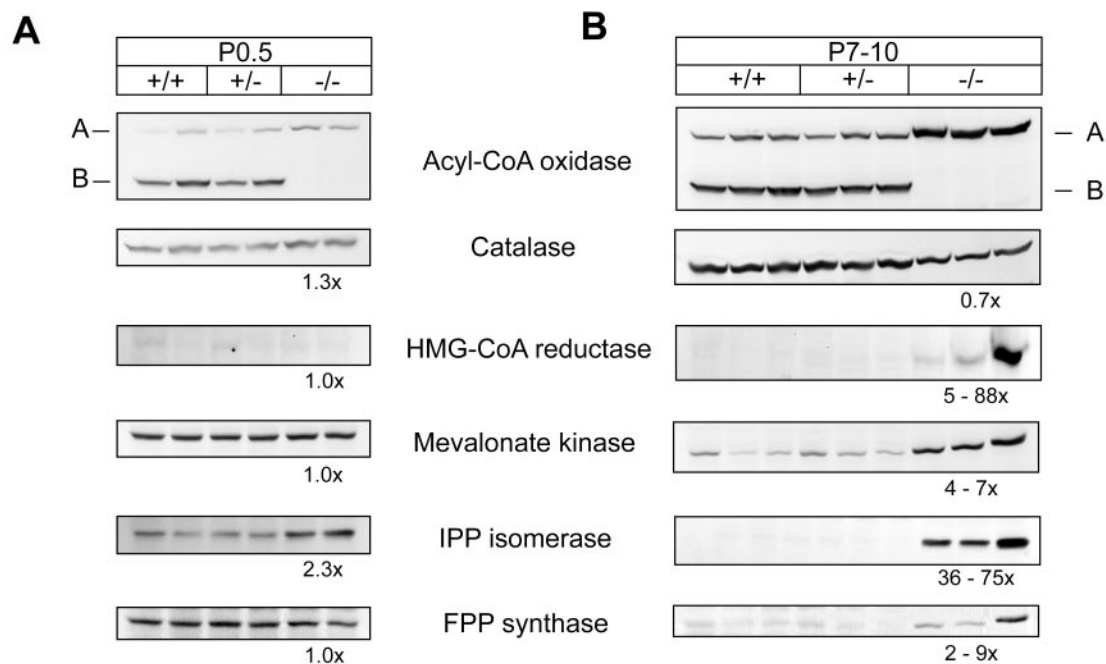 A
P0.5
+/+ +/- -/-
A
B
1.3x
1.0x
1.0x
2.3x
1.0x
Acyl-CoA oxidase
Catalase
HMG-CoA reductase
Mevalonate kinase
IPP isomerase
FPP synthase
B
P7-10
+/+ +/- -/-
A
B
0.7x
5 - 88x
4 - 7x
36 - 75x
2 - 9x